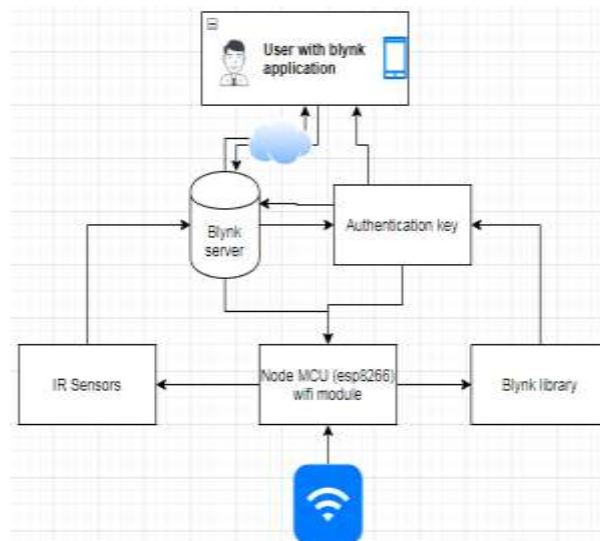 User with blynk
application
Blynk
server
Authentication key
IR Sensors
Node MCU (esp8266)
wifi module
Blynk library